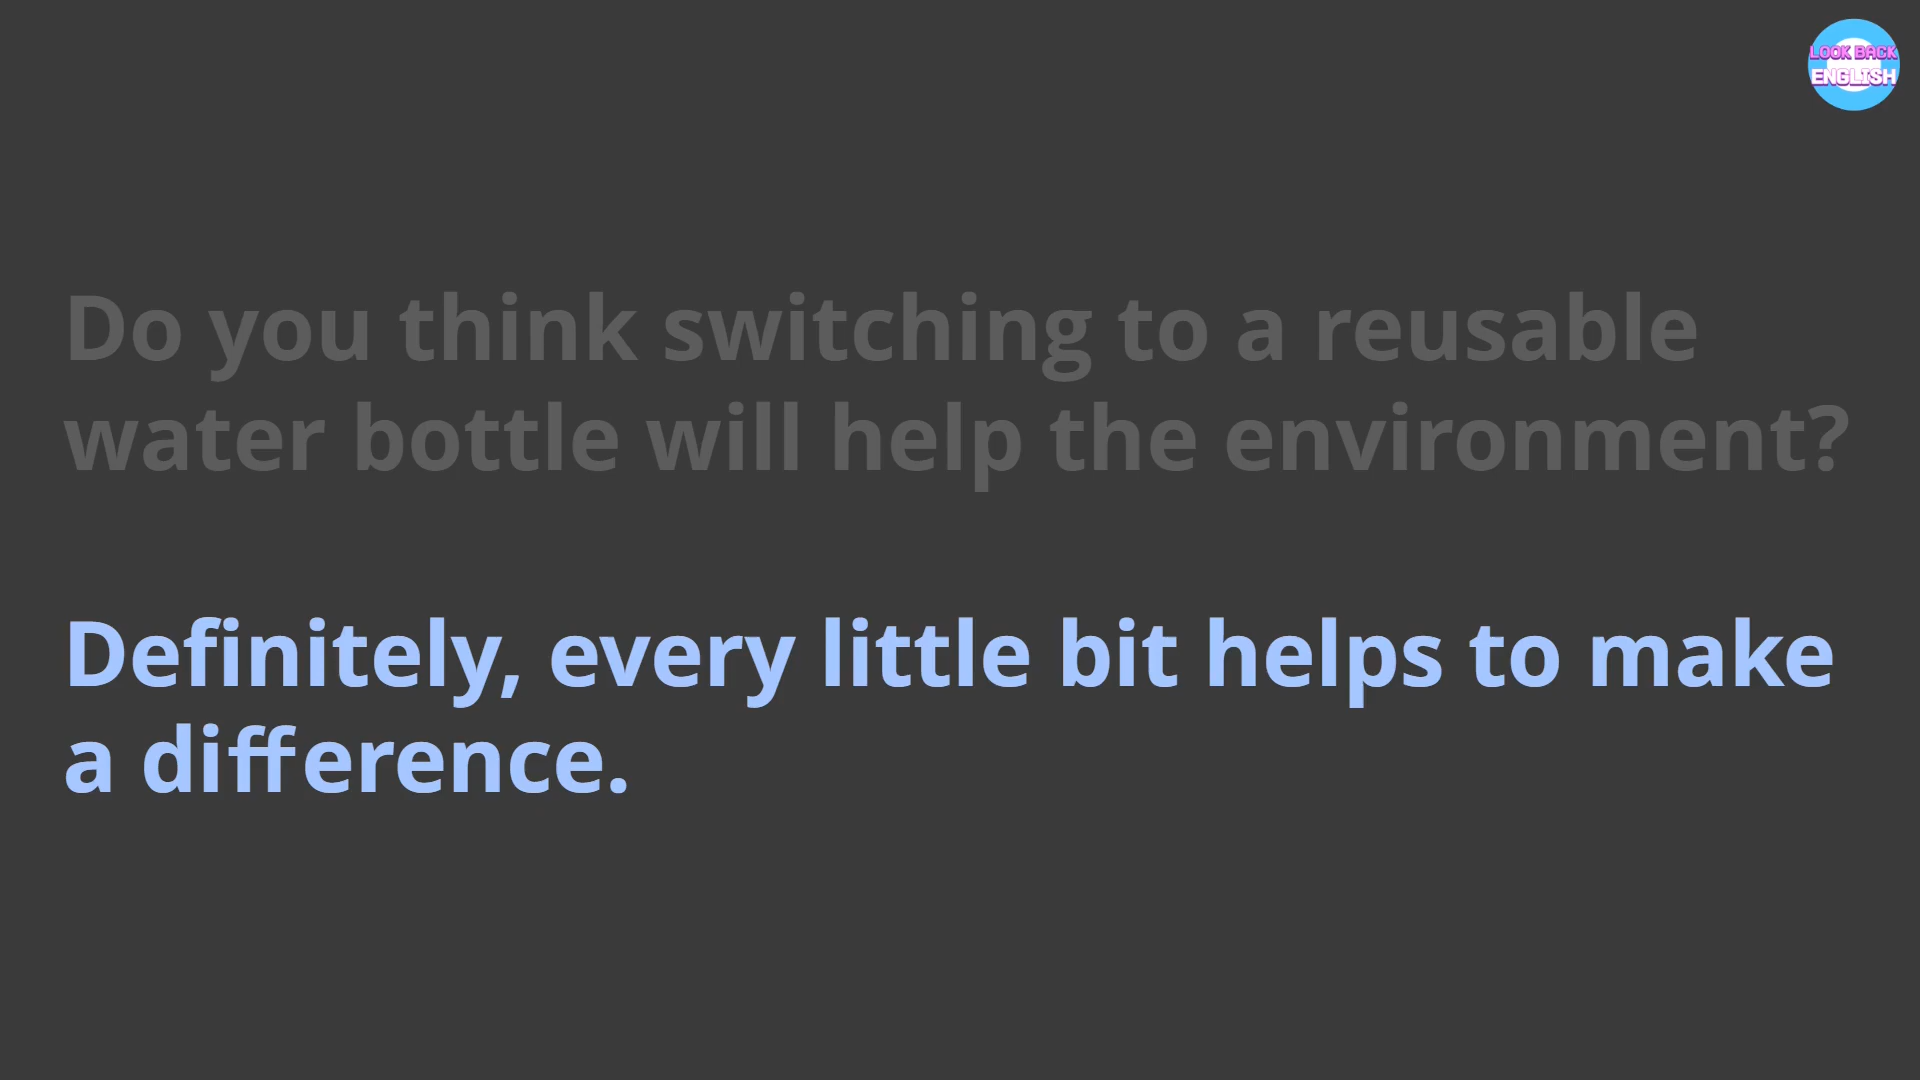 LOOK BACK
ENGLISH
Do you think switching to a reusable
water bottle will help the environment?
Definitely, every little bit helps to make
a difference.